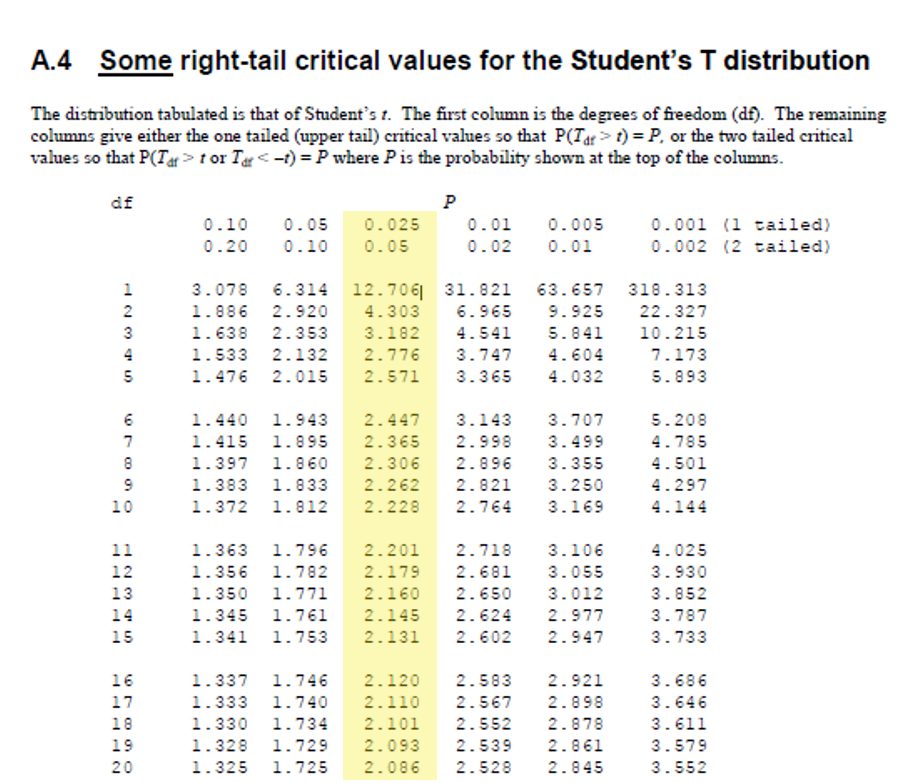 A.4 Some right-tail critical values for the Student's T distribution
The distribution tabulated is that of Student's t. The first column is the degrees of freedom (df). The remaining
columns give either the one tailed (upper tail) critical values so that P(Tdf > t) = P, or the two tailed critical
values so that P(Tdf > t or Tdf < -t) = P where P is the probability shown at the top of the columns.
df P
0.10 0.05 0.025 0.01 0.005 0.001 (1 tailed)
0.20 0.10 0.05 0.02 0.01 0.002 (2 tailed)
1 3.078 6.314 12.706 31.821 63.657 318.313
2 1.886 2.920 4.303 6.965 9.925 22.327
3 1.638 2.353 3.182 4.541 5.841 10.215
4 1.533 2.132 2.776 3.747 4.604 7.173
5 1.476 2.015 2.571 3.365 4.032 5.893
6 1.440 1.943 2.447 3.143 3.707 5.208
7 1.415 1.895 2.365 2.998 3.499 4.785
8 1.397 1.860 2.306 2.896 3.355 4.501
9 1.383 1.833 2.262 2.821 3.250 4.297
10 1.372 1.812 2.228 2.764 3.169 4.144
11 1.363 1.796 2.201 2.718 3.106 4.025
12 1.356 1.782 2.179 2.681 3.055 3.930
13 1.350 1.771 2.160 2.650 3.012 3.852
14 1.345 1.761 2.145 2.624 2.977 3.787
15 1.341 1.753 2.131 2.602 2.947 3.733
16 1.337 1.746 2.120 2.583 2.921 3.686
17 1.333 1.740 2.110 2.567 2.898 3.646
18 1.330 1.734 2.101 2.552 2.878 3.611
19 1.328 1.729 2.093 2.539 2.861 3.579
20 1.325 1.725 2.086 2.528 2.845 3.552